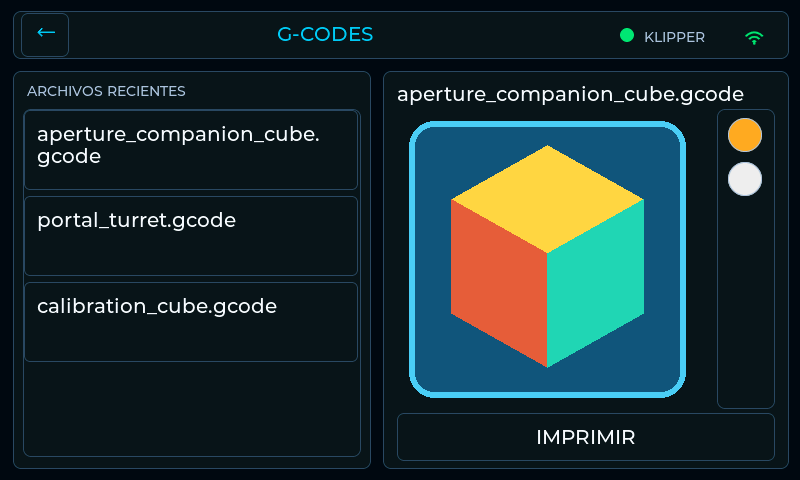 ←
G-CODES
KLIPPER
ARCHIVOS RECIENTES
aperture_companion_cube.
gcode
portal_turret.gcode
calibration_cube.gcode
aperture_companion_cube.gcode
IMPRIMIR